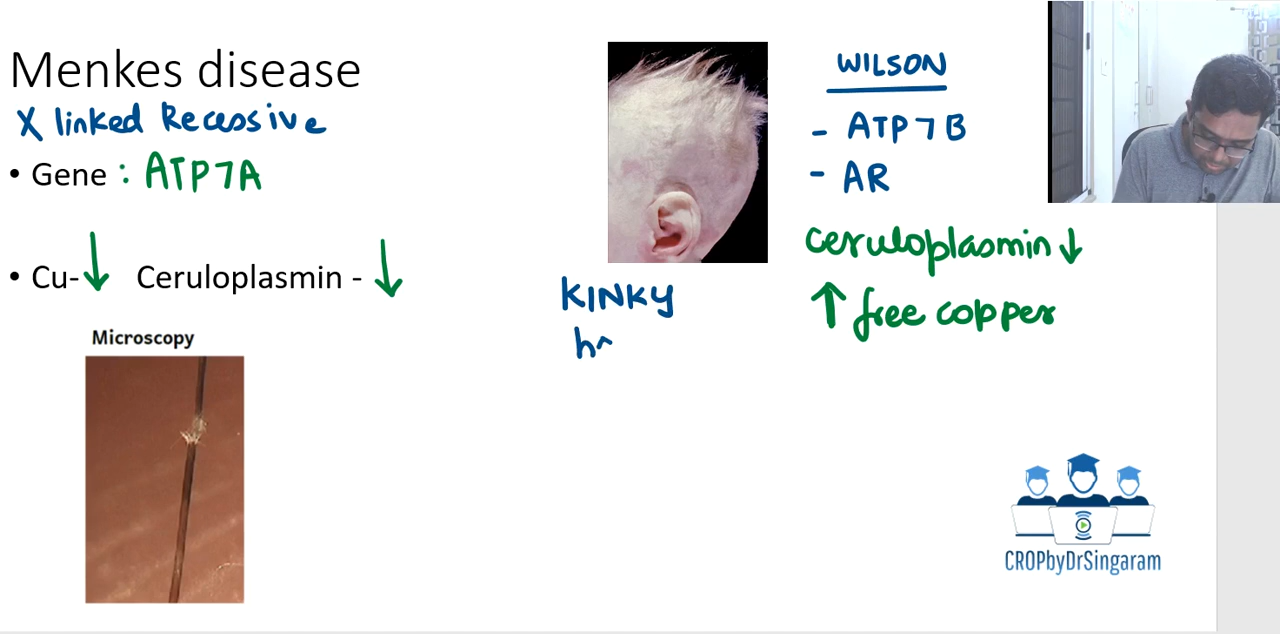 Menkes disease
X linked Recessive
• Gene : ATP7A
• Cu-↓ Ceruloplasmin - ↓
Microscopy
KINKY
h
WILSON
- ATP7B
- AR
Ceruloplasmin ↓
↑ free copper
CROPbyDrSingaram